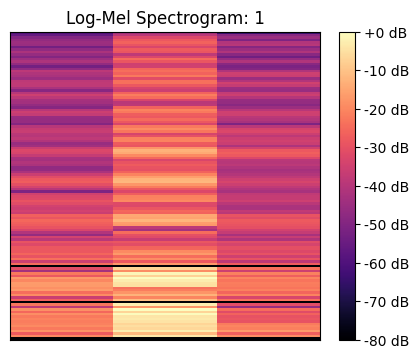 Log-Mel Spectrogram: 1
+0 dB
-10 dB
-20 dB
-30 dB
-40 dB
-50 dB
-60 dB
-70 dB
-80 dB